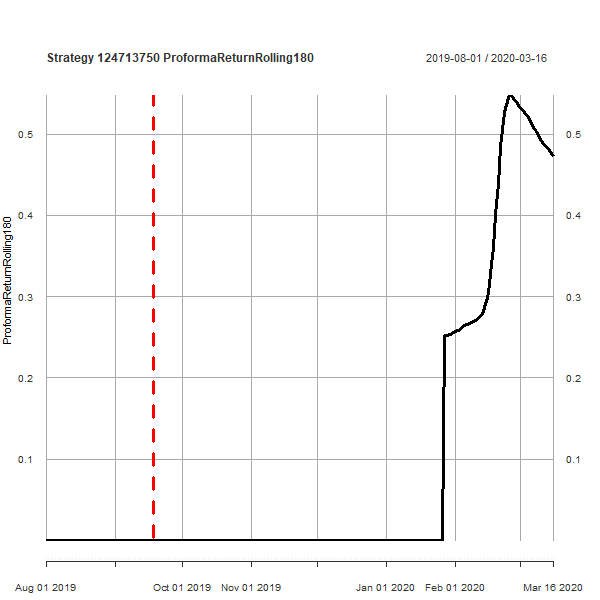 Strategy 124713750 ProformaReturnRolling180
2019-08-01 / 2020-03-16
ProformaReturnRolling180
0.5
0.4
0.3
0.2
0.1
0.5
0.4
0.3
0.2
0.1
Aug 01 2019 Oct 01 2019 Nov 01 2019 Jan 01 2020 Feb 01 2020 Mar 16 2020